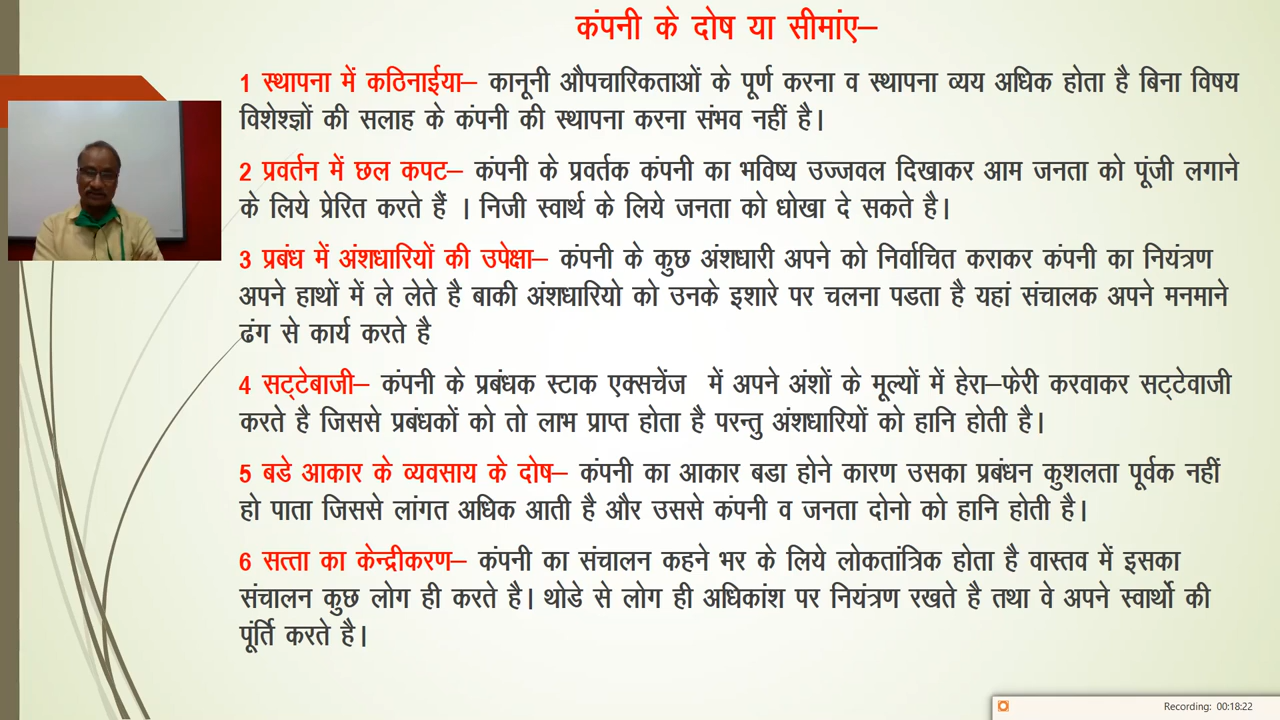 कंपनी के दोष या सीमांए–
1 स्थापना में कठिनाईया– कानूनी औपचारिकताओं के पूर्ण करना व स्थापना व्यय अधिक होता है बिना विषय
विशेश्ज्ञों की सलाह के कंपनी की स्थापना करना संभव नहीं है।
2 प्रवर्तन में छल कपट– कंपनी के प्रवर्तक कंपनी का भविष्य उज्जवल दिखाकर आम जनता को पूंजी लगाने
के लिये प्रेरित करते हैं । निजी स्वार्थ के लिये जनता को धोखा दे सकते है।
3 प्रबंध में अंशधारियों की उपेक्षा– कंपनी के कुछ अंशधारी अपने को निर्वाचित कराकर कंपनी का नियंत्रण
अपने हाथों में ले लेते है बाकी अंशधारियो को उनके इशारे पर चलना पडता है यहां संचालक अपने मनमाने
ढंग से कार्य करते है
4 सट्टेबाजी– कंपनी के प्रबंधक स्टाक एक्सचेंज में अपने अंशों के मूल्यों में हेरा–फेरी करवाकर सट्टेवाजी
करते है जिससे प्रबंधकों को तो लाभ प्राप्त होता है परन्तु अंशधारियों को हानि होती है।
5 बडे आकार के व्यवसाय के दोष– कंपनी का आकार बडा होने कारण उसका प्रबंधन कुशलता पूर्वक नहीं
हो पाता जिससे लांगत अधिक आती है और उससे कंपनी व जनता दोनो को हानि होती है।
6 सत्ता का केन्द्रीकरण– कंपनी का संचालन कहने भर के लिये लोकतांत्रिक होता है वास्तव में इसका
संचालन कुछ लोग ही करते है। थोडे से लोग ही अधिकांश पर नियंत्रण रखते है तथा वे अपने स्वार्थो की
पूंर्ति करते है।
Recording: 00:18:22